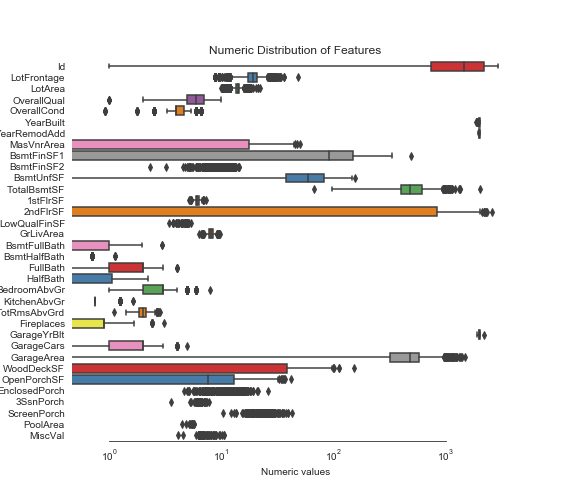 Numeric Distribution of Features
Id
LotFrontage
LotArea
OverallQual
OverallCond
YearBuilt
YearRemodAdd
MasVnrArea
BsmtFinSF1
BsmtFinSF2
BsmtUnfSF
TotalBsmtSF
1stFlrSF
2ndFlrSF
LowQualFinSF
GrLivArea
BsmtFullBath
BsmtHalfBath
FullBath
HalfBath
BedroomAbvGr
KitchenAbvGr
TotRmsAbvGrd
Fireplaces
GarageYrBlt
GarageCars
GarageArea
WoodDeckSF
OpenPorchSF
EnclosedPorch
3SsnPorch
ScreenPorch
PoolArea
MiscVal
10⁰ 10¹ 10² 10³
Numeric values